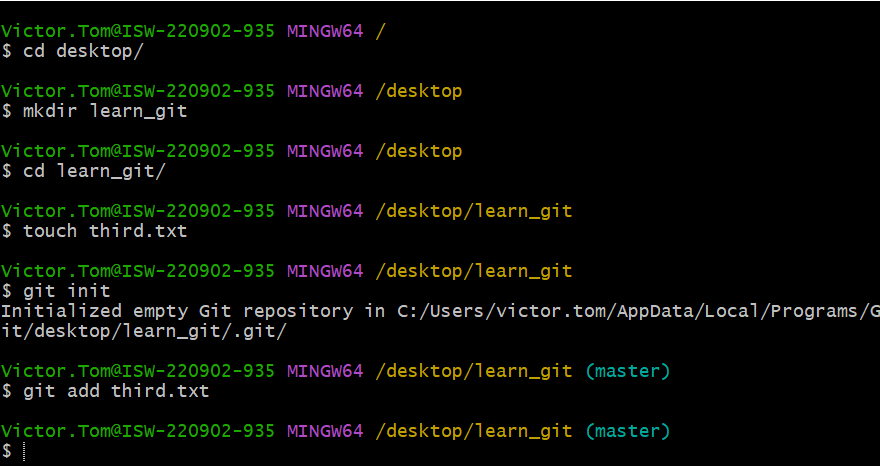 Victor.Tom@ISW-220902-935 MINGW64 /
$ cd desktop/
Victor.Tom@ISW-220902-935 MINGW64 /desktop
$ mkdir learn_git
Victor.Tom@ISW-220902-935 MINGW64 /desktop
$ cd learn_git/
Victor.Tom@ISW-220902-935 MINGW64 /desktop/learn_git
$ touch third.txt
Victor.Tom@ISW-220902-935 MINGW64 /desktop/learn_git
$ git init
Initialized empty Git repository in C:/Users/victor.tom/AppData/Local/Programs/G
it/desktop/learn_git/.git/
Victor.Tom@ISW-220902-935 MINGW64 /desktop/learn_git (master)
$ git add third.txt
Victor.Tom@ISW-220902-935 MINGW64 /desktop/learn_git (master)
$